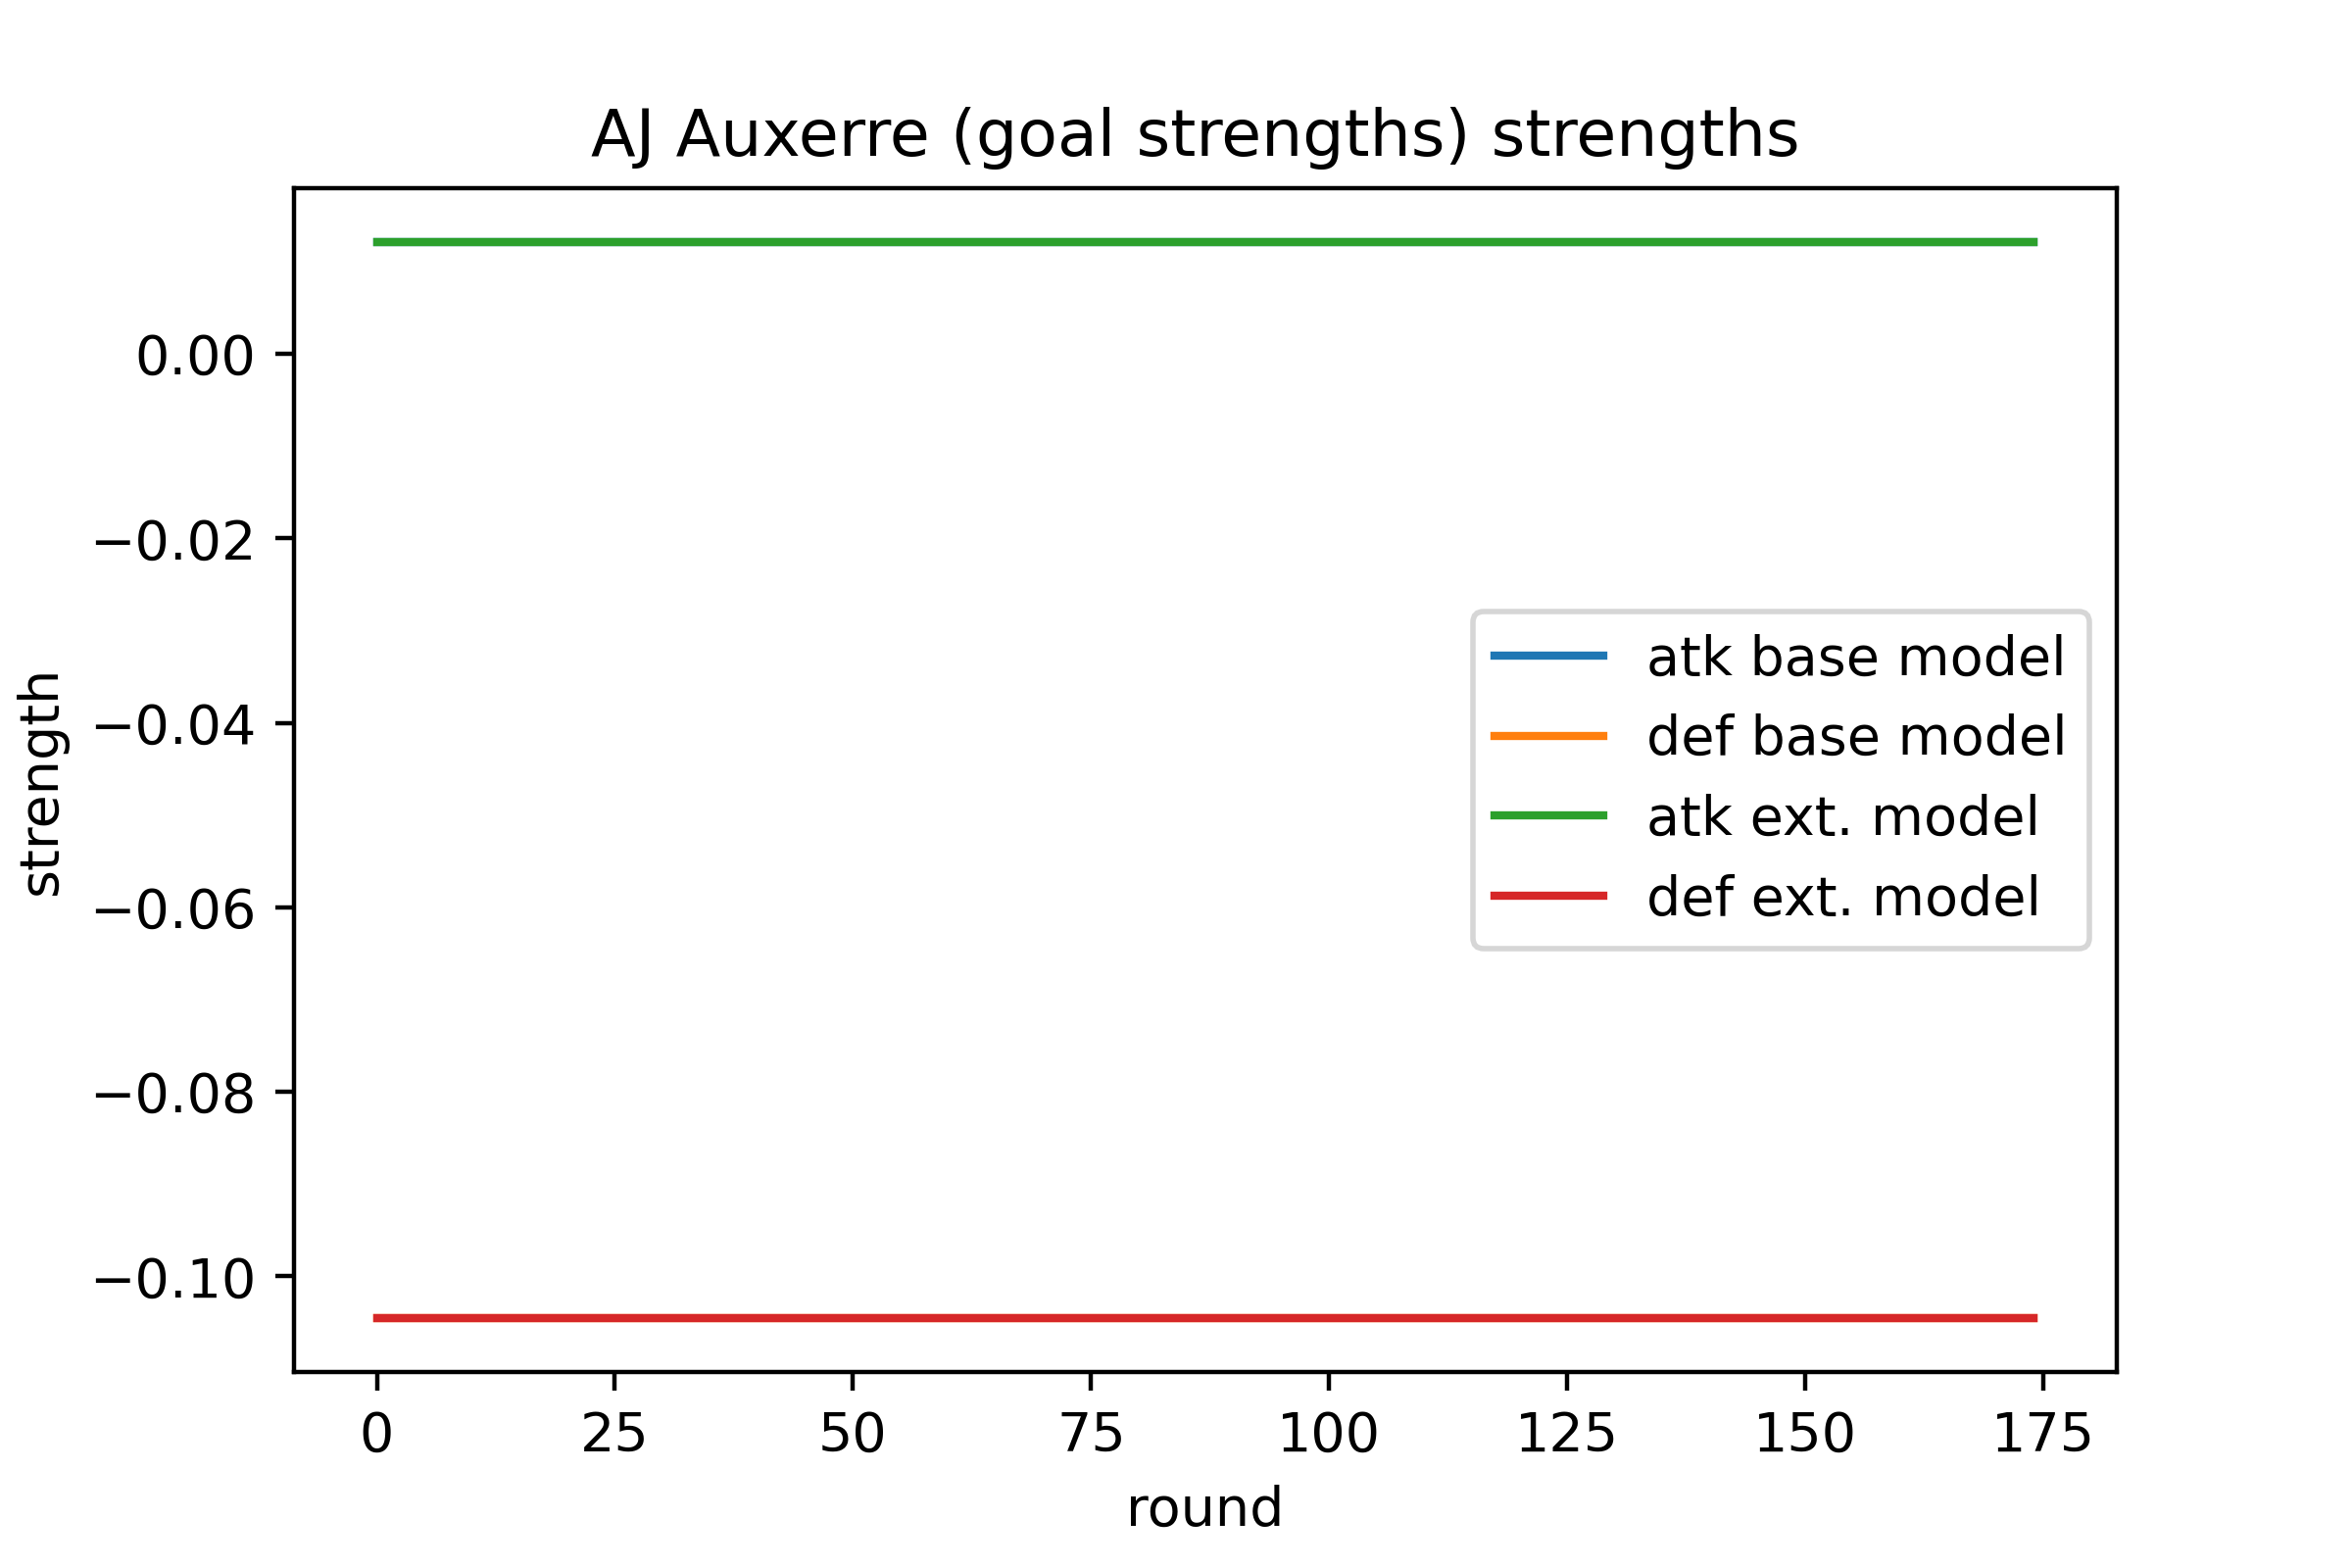 AJ Auxerre (goal strengths) strengths
0.00
−0.02
−0.04
−0.06
−0.08
−0.10
strength
atk base model
def base model
atk ext. model
def ext. model
0 25 50 75 100 125 150 175
round